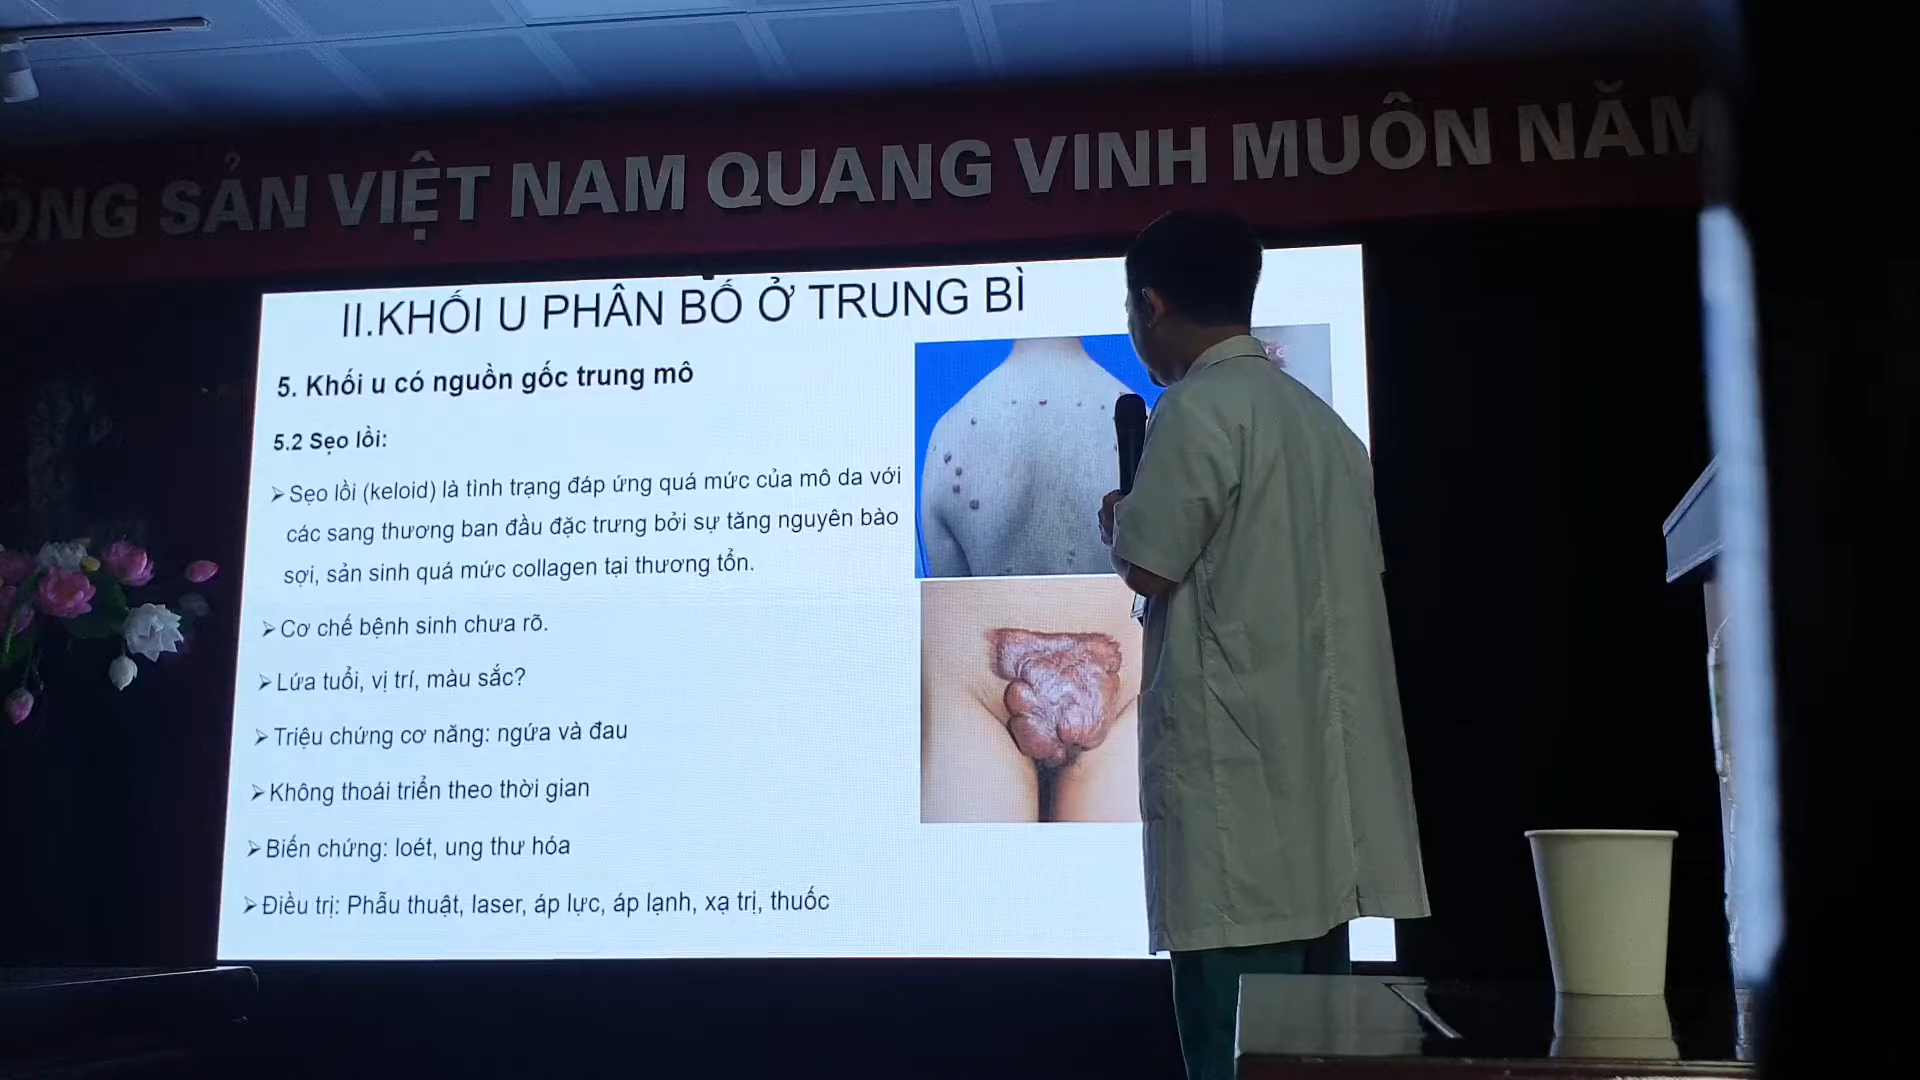 ỘNG SẢN VIỆT NAM QUANG VINH MUÔN NĂM
II.KHỐI U PHÂN BỐ Ở TRUNG BÌ
5. Khối u có nguồn gốc trung mô
5.2 Sẹo lồi:
➢Sẹo lồi (keloid) là tình trạng đáp ứng quá mức của mô da với
các sang thương ban đầu đặc trưng bởi sự tăng nguyên bào
sợi, sản sinh quá mức collagen tại thương tổn.
➢Cơ chế bệnh sinh chưa rõ.
➢Lứa tuổi, vị trí, màu sắc?
➢Triệu chứng cơ năng: ngứa và đau
➢Không thoái triển theo thời gian
➢Biến chứng: loét, ung thư hóa
➢Điều trị: Phẫu thuật, laser, áp lực, áp lạnh, xạ trị, thuốc